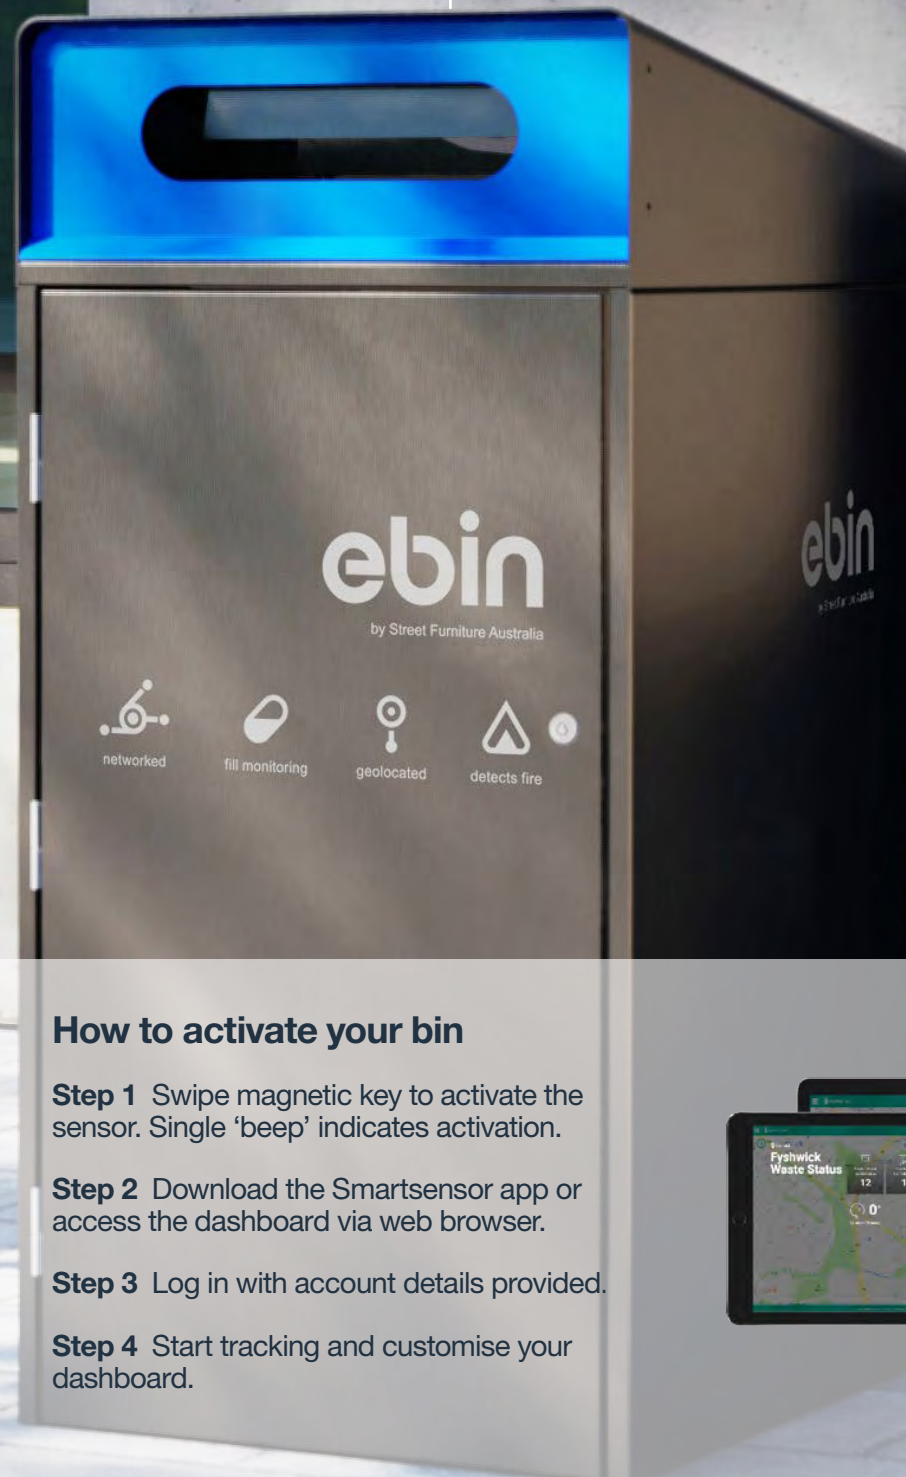 ebin
by Street Furniture Australia
ebin
networked
fill monitoring
geolocated
detects fire
How to activate your bin
Step 1 Swipe magnetic key to activate the
sensor. Single ‘beep’ indicates activation.
Step 2 Download the Smartsensor app or
access the dashboard via web browser.
Step 3 Log in with account details provided.
Step 4 Start tracking and customise your
dashboard.
Fyshwick
Waste Status
12
0°